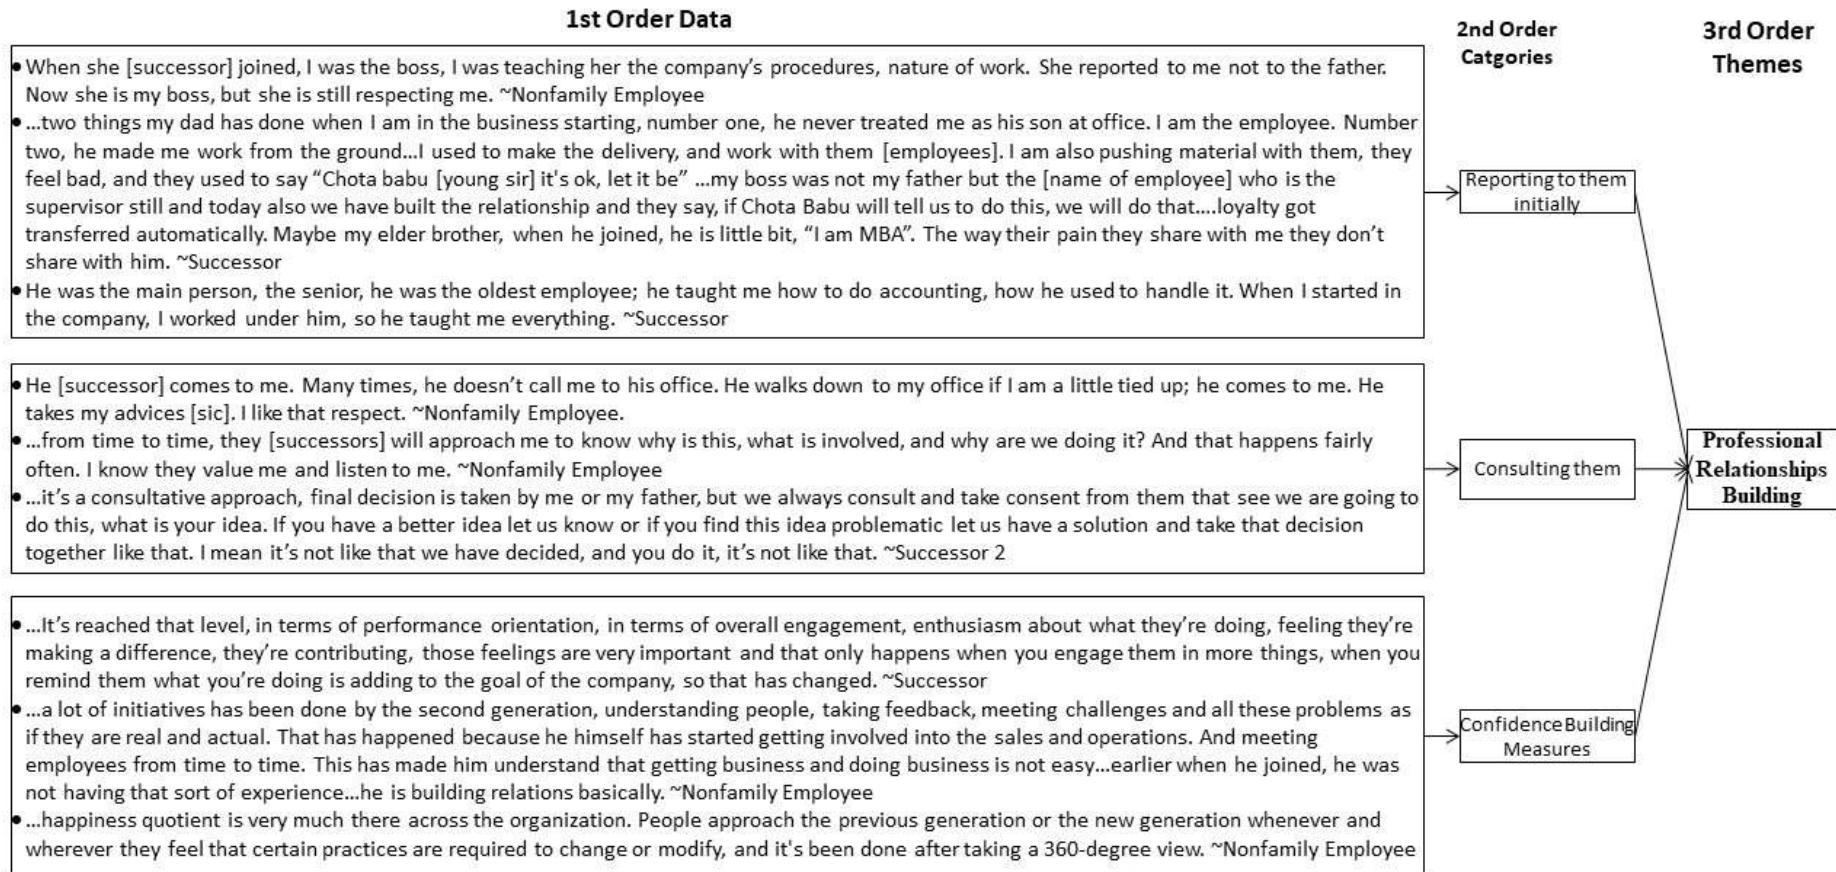 1st Order Data
2nd Order
Catgories
3rd Order
Themes
• When she [successor] joined, I was the boss, I was teaching her the company's procedures, nature of work. She reported to me not to the father.
Now she is my boss, but she is still respecting me. ~Nonfamily Employee
• ...two things my dad has done when I am in the business starting, number one, he never treated me as his son at office. I am the employee. Number
two, he made me work from the ground...I used to make the delivery, and work with them [employees]. I am also pushing material with them, they
feel bad, and they used to say “Chota babu [young sir] it's ok, let it be” ...my boss was not my father but the [name of employee] who is the
supervisor still and today also we have built the relationship and they say, if Chota Babu will tell us to do this, we will do that....loyalty got
transferred automatically. Maybe my elder brother, when he joined, he is little bit, “I am MBA”. The way their pain they share with me they don’t
share with him. ~Successor
• He was the main person, the senior, he was the oldest employee; he taught me how to do accounting, how he used to handle it. When I started in
the company, I worked under him, so he taught me everything. ~Successor
Reporting to them
initially
• He [successor] comes to me. Many times, he doesn’t call me to his office. He walks down to my office if I am a little tied up; he comes to me. He
takes my advices [sic]. I like that respect. ~Nonfamily Employee.
• ...from time to time, they [successors] will approach me to know why is this, what is involved, and why are we doing it? And that happens fairly
often. I know they value me and listen to me. ~Nonfamily Employee
• ...it’s a consultative approach, final decision is taken by me or my father, but we always consult and take consent from them that see we are going to
do this, what is your idea. If you have a better idea let us know or if you find this idea problematic let us have a solution and take that decision
together like that. I mean it’s not like that we have decided, and you do it, it’s not like that. ~Successor 2
Consulting them
Professional
Relationships
Building
• ...It’s reached that level, in terms of performance orientation, in terms of overall engagement, enthusiasm about what they’re doing, feeling they’re
making a difference, they’re contributing, those feelings are very important and that only happens when you engage them in more things, when you
remind them what you’re doing is adding to the goal of the company, so that has changed. ~Successor
• ...a lot of initiatives has been done by the second generation, understanding people, taking feedback, meeting challenges and all these problems as
if they are real and actual. That has happened because he himself has started getting involved into the sales and operations. And meeting
employees from time to time. This has made him understand that getting business and doing business is not easy...earlier when he joined, he was
not having that sort of experience...he is building relations basically. ~Nonfamily Employee
• ...happiness quotient is very much there across the organization. People approach the previous generation or the new generation whenever and
wherever they feel that certain practices are required to change or modify, and it's been done after taking a 360-degree view. ~Nonfamily Employee
Confidence Building
Measures